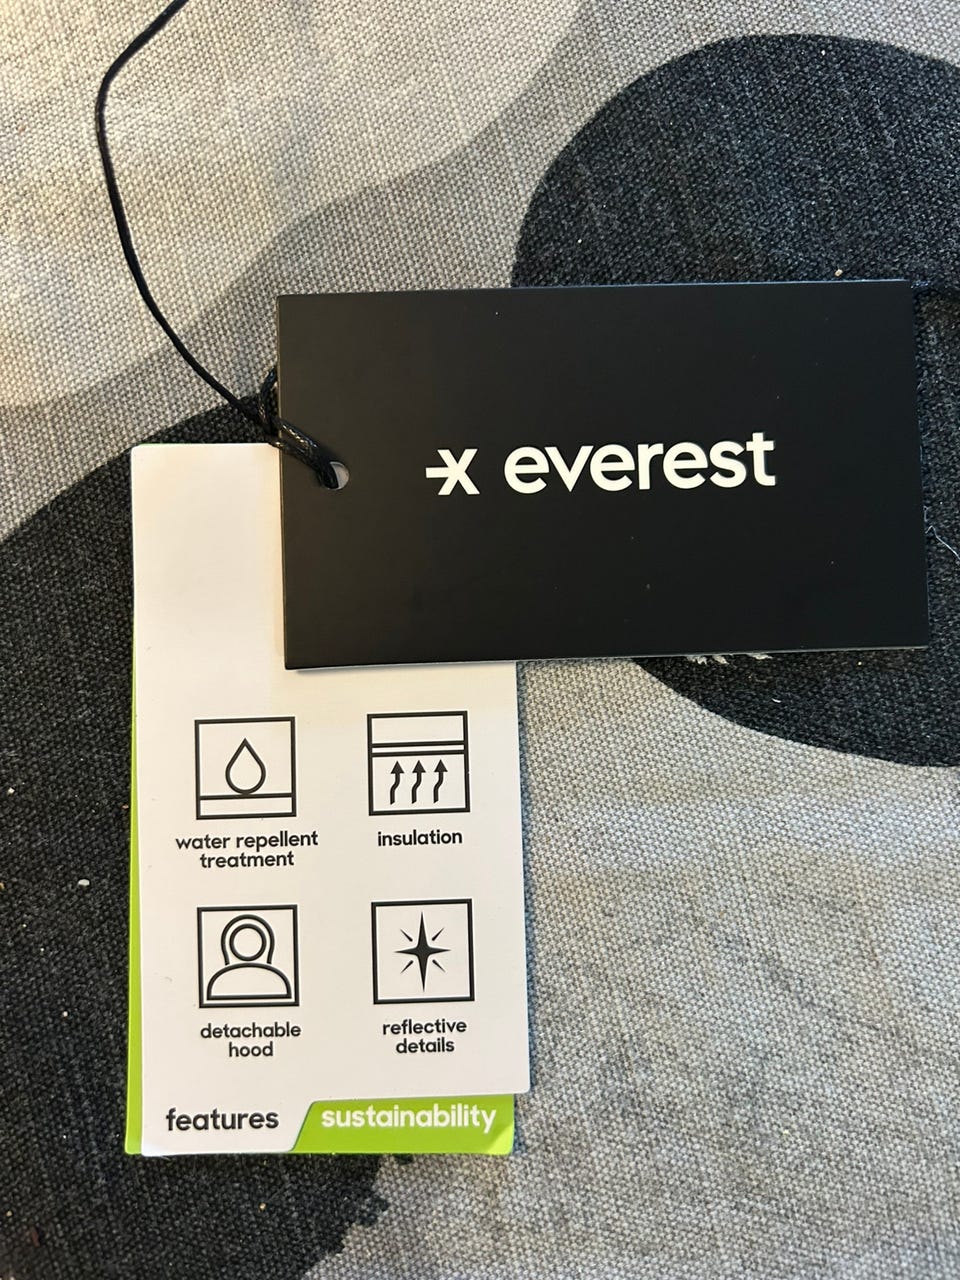 everest
water repellent
treatment
insulation
detachable
hood
reflective
details
features
sustainability